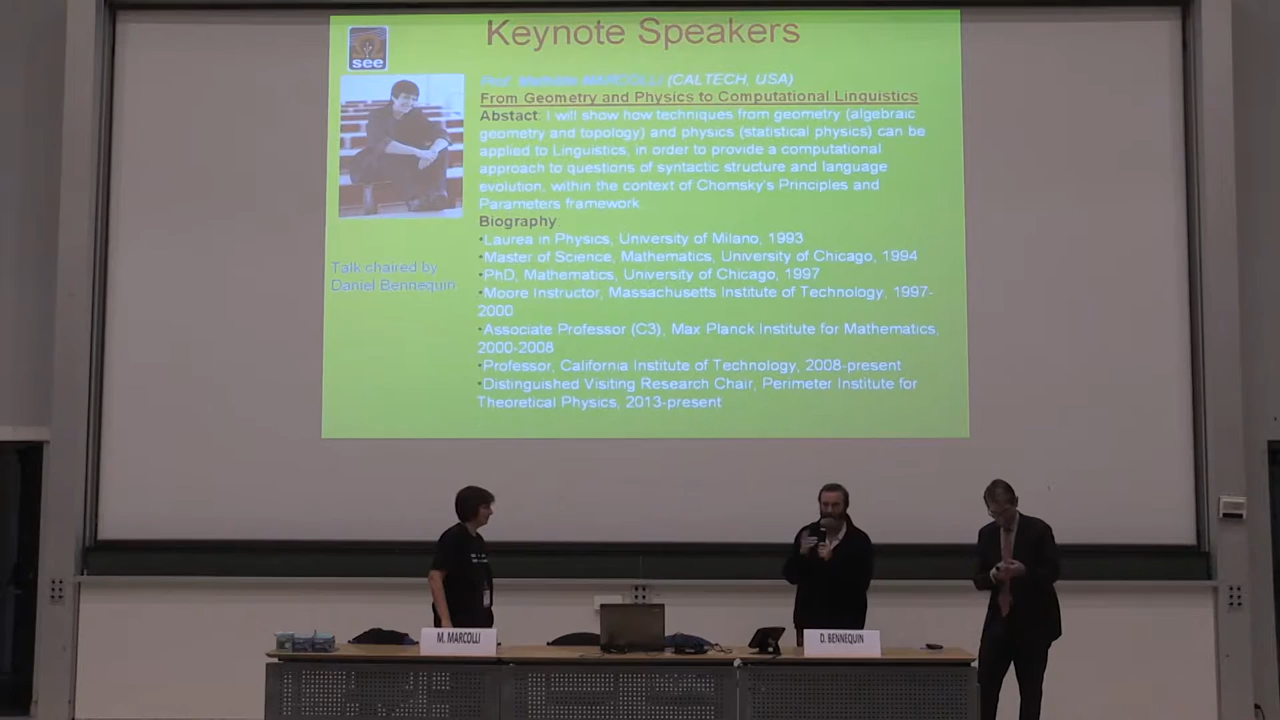 Keynote Speakers
see
Prof. MARCOLLI (CALTECH, USA)
From Geometry and Physics to Computational Linguistics
Abstact: I will show how techniques from geometry (algebraic
geometry and topology) and physics (statistical physics) can be
applied to Linguistics, in order to provide a computational
approach to questions of syntactic structure and language
evolution, within the context of Chomsky's Principles and
Parameters framework.
Biography
•Laurea in Physics, University of Milano, 1993
•Master of Science, Mathematics, University of Chicago, 1994
•PhD, Mathematics, University of Chicago, 1997
•Moore Instructor, Massachusetts Institute of Technology, 1997-
2000
•Associate Professor (C3), Max Planck Institute for Mathematics,
2000-2008
•Professor, California Institute of Technology, 2008-present
•Distinguished Visiting Research Chair, Perimeter Institute for
Theoretical Physics, 2013-present
Talk chaired by
Daniel Bennequin
M. MARCOLLI
D. BENNEQUIN